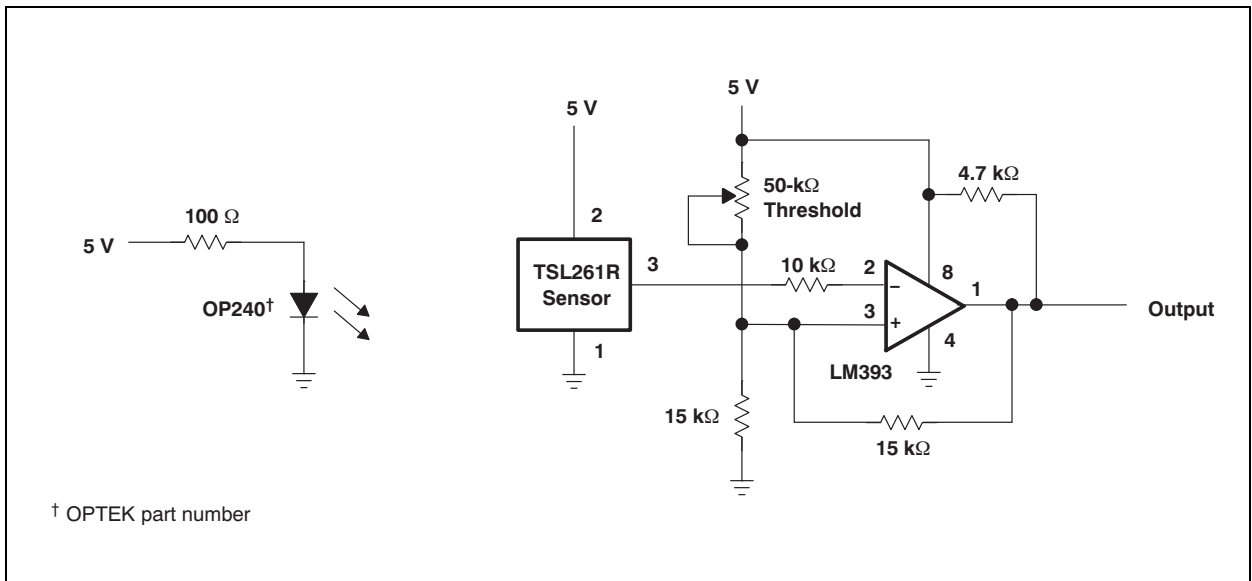 5 V
100 Ω
OP240†
5 V
2
TSL261R
Sensor
3
1
5 V
50-kΩ
Threshold
4.7 kΩ
10 kΩ
2
8
1
–
3
+
4
LM393
Output
15 kΩ
15 kΩ
† OPTEK part number